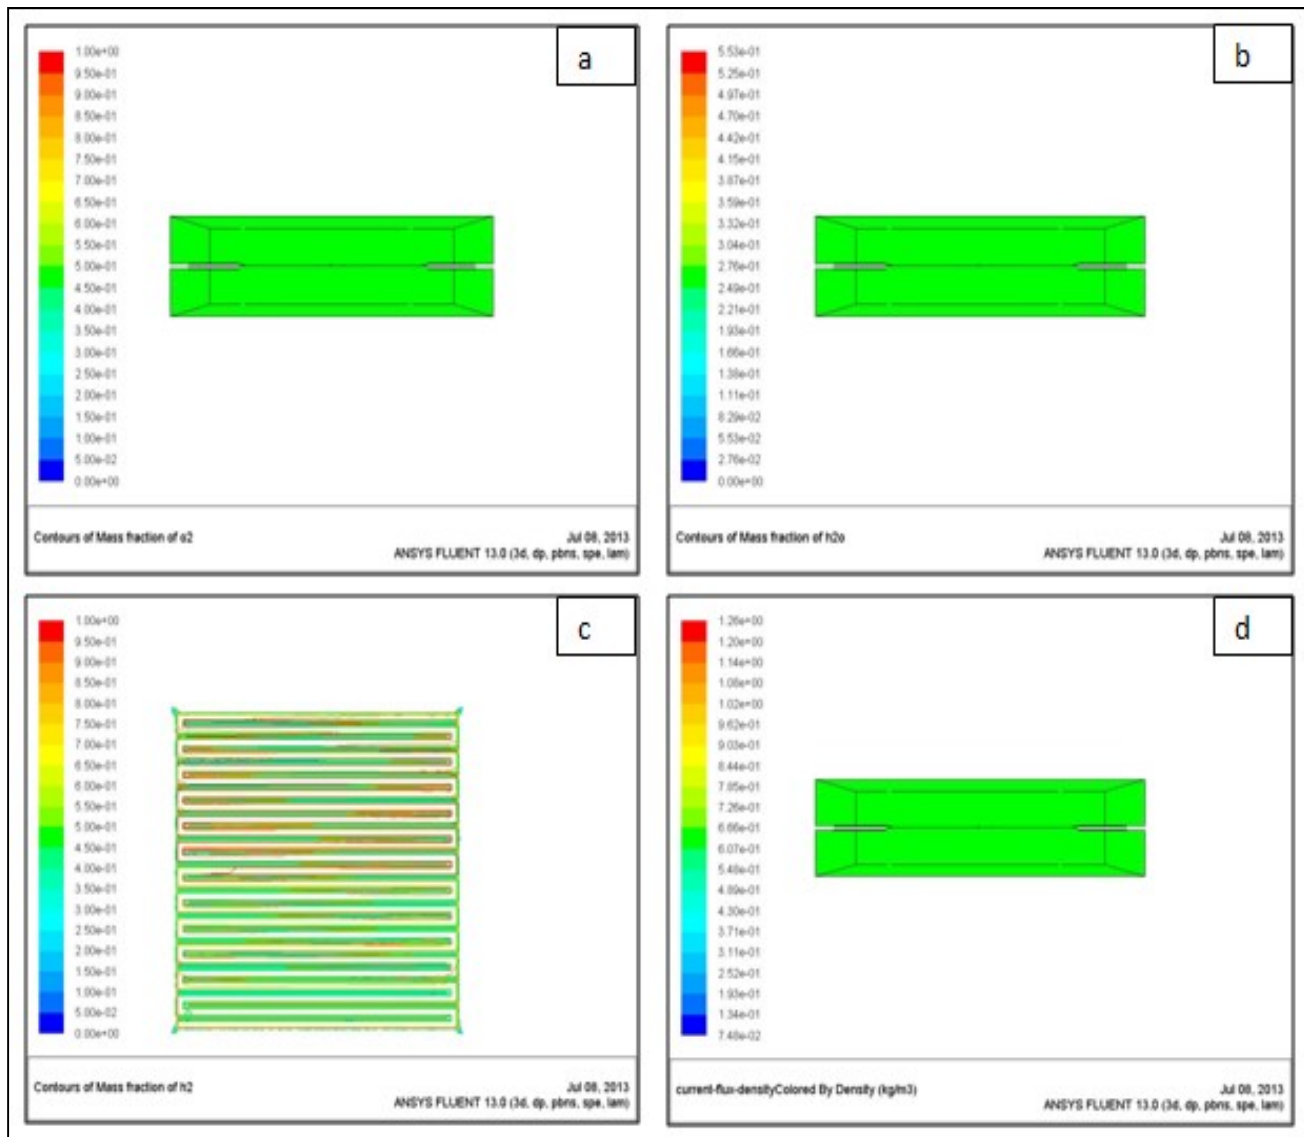 a
1.00e+00
9.50e-01
9.00e-01
8.50e-01
8.00e-01
7.50e-01
7.00e-01
6.50e-01
6.00e-01
5.50e-01
5.00e-01
4.50e-01
4.00e-01
3.50e-01
3.00e-01
2.50e-01
2.00e-01
1.50e-01
1.00e-01
5.00e-02
0.00e+00
Contours of Mass fraction of o2
Jul 08, 2013
ANSYS FLUENT 13.0 (3d, dp, pbns, spe, lam)
b
5.53e-01
5.25e-01
4.97e-01
4.70e-01
4.42e-01
4.15e-01
3.87e-01
3.59e-01
3.32e-01
3.04e-01
2.76e-01
2.49e-01
2.21e-01
1.93e-01
1.66e-01
1.38e-01
1.11e-01
8.29e-02
5.53e-02
2.76e-02
0.00e+00
Contours of Mass fraction of h2o
Jul 08, 2013
ANSYS FLUENT 13.0 (3d, dp, pbns, spe, lam)
c
1.00e+00
9.50e-01
9.00e-01
8.50e-01
8.00e-01
7.50e-01
7.00e-01
6.50e-01
6.00e-01
5.50e-01
5.00e-01
4.50e-01
4.00e-01
3.50e-01
3.00e-01
2.50e-01
2.00e-01
1.50e-01
1.00e-01
5.00e-02
0.00e+00
Contours of Mass fraction of h2
Jul 08, 2013
ANSYS FLUENT 13.0 (3d, dp, pbns, spe, lam)
d
1.26e+00
1.20e+00
1.14e+00
1.08e+00
1.02e+00
9.62e-01
9.03e-01
8.44e-01
7.85e-01
7.26e-01
6.66e-01
6.07e-01
5.48e-01
4.89e-01
4.30e-01
3.71e-01
3.11e-01
2.52e-01
1.93e-01
1.34e-01
7.48e-02
current-flux-densityColored By Density (kg/m3)
Jul 08, 2013
ANSYS FLUENT 13.0 (3d, dp, pbns, spe, lam)